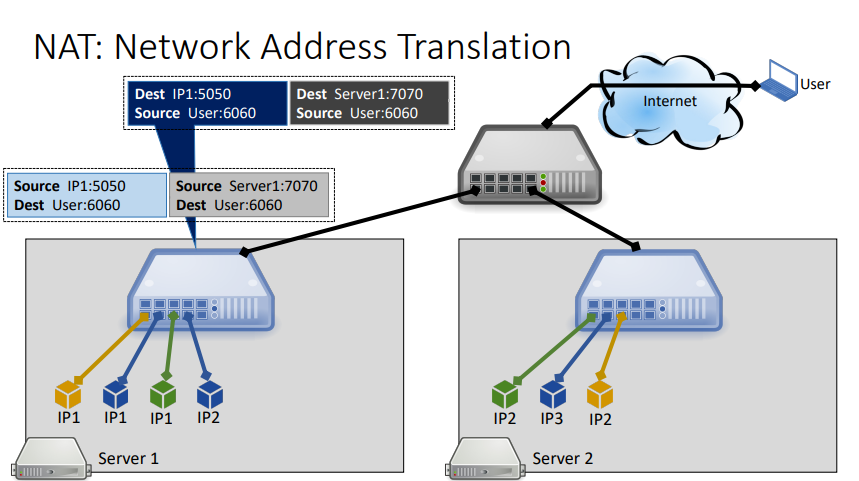 NAT: Network Address Translation
Dest IP1:5050
Source User:6060
Dest Server1:7070
Source User:6060
User
Internet
Source IP1:5050
Dest User:6060
Source Server1:7070
Dest User:6060
IP1 IP1 IP1 IP2
IP2 IP3 IP2
Server 1
Server 2